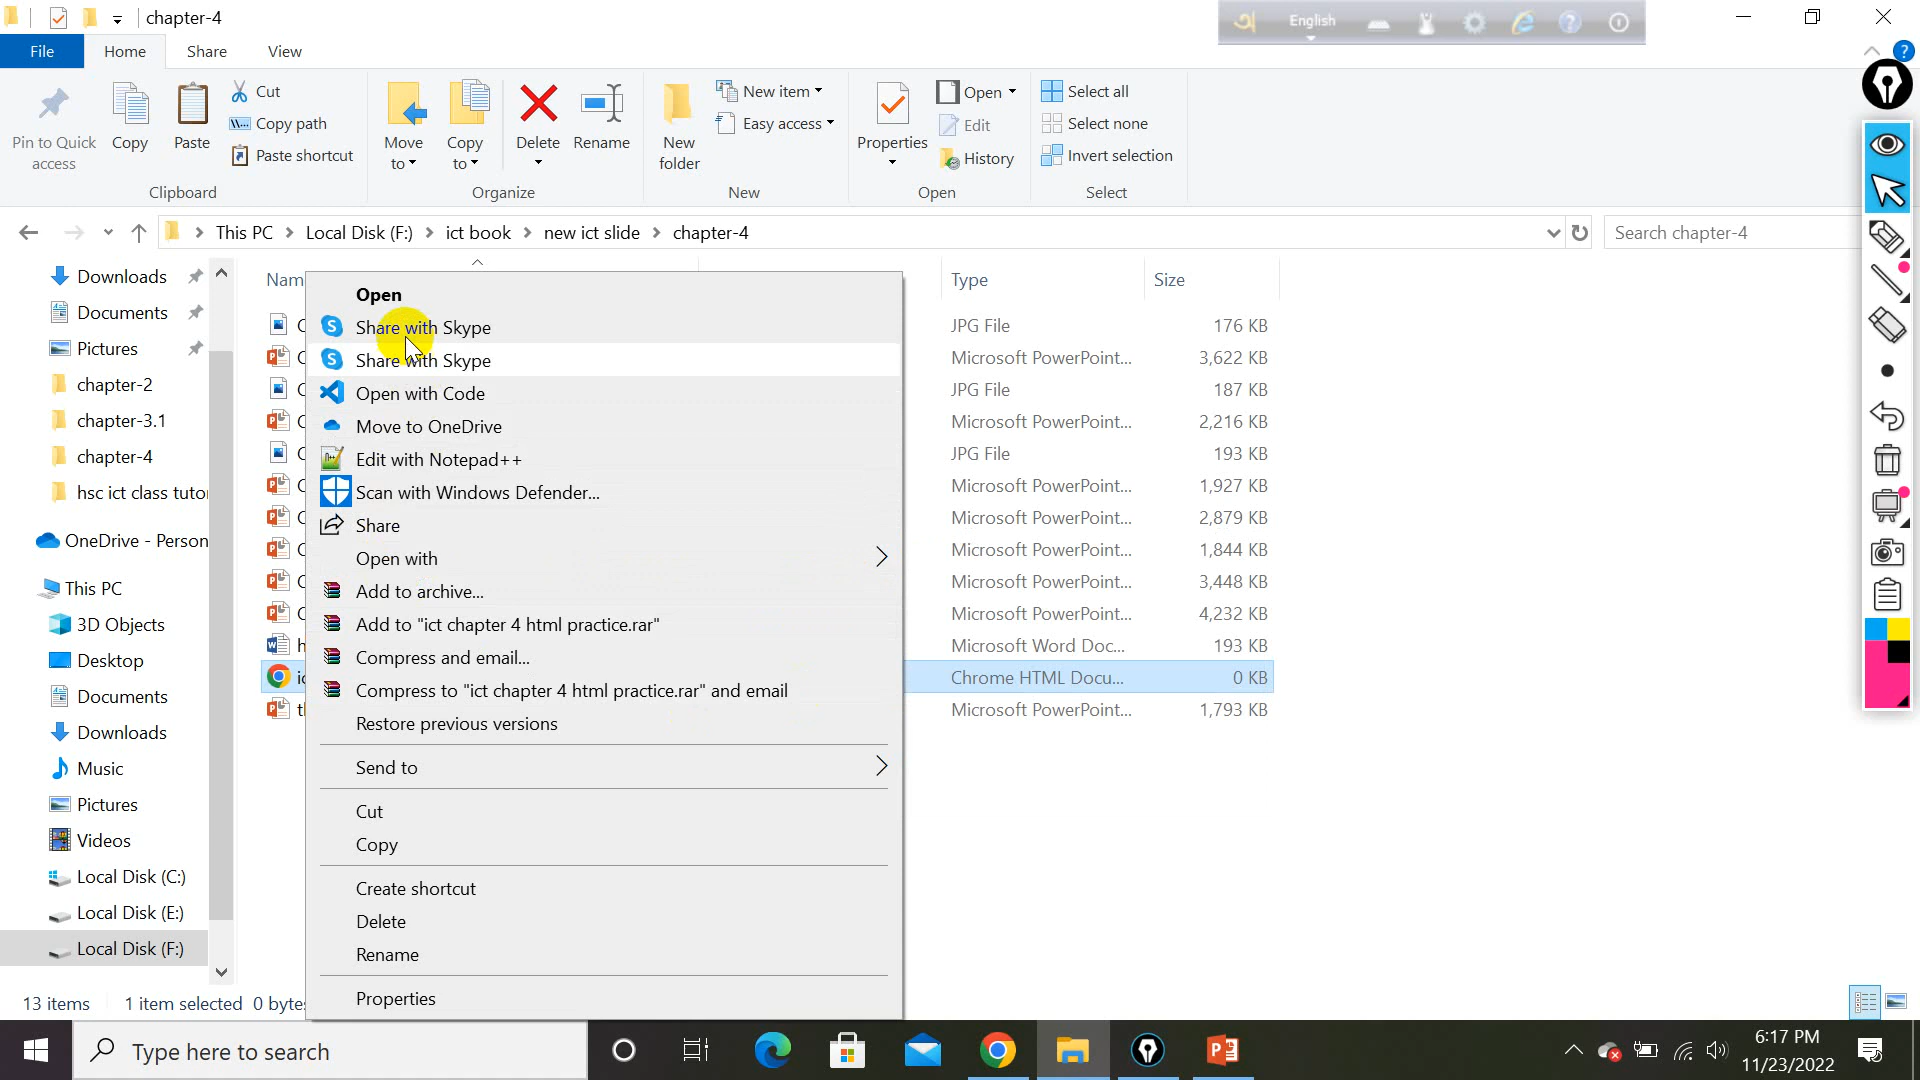 chapter-4
English
File Home Share View
Pin to Quick access
Copy
Paste
Cut
Copy path
Paste shortcut
Clipboard
Move to
Copy to
Delete
Rename
Organize
New folder
New item
Easy access
New
Properties
Open
Edit
History
Open
Select all
Select none
Invert selection
Select
This PC Local Disk (F:) ict book new ict slide chapter-4
Search chapter-4
Downloads
Documents
Pictures
chapter-2
chapter-3.1
chapter-4
hsc ict class
OneDrive - Person
This PC
3D Objects
Desktop
Documents
Downloads
Music
Pictures
Videos
Local Disk (C:)
Local Disk (E:)
Local Disk (F:)
Type Size
JPG File 176 KB
Microsoft PowerPoint... 3,622 KB
JPG File 187 KB
Microsoft PowerPoint... 2,216 KB
JPG File 193 KB
Microsoft PowerPoint... 1,927 KB
Microsoft PowerPoint... 2,879 KB
Microsoft PowerPoint... 1,844 KB
Microsoft PowerPoint... 3,448 KB
Microsoft PowerPoint... 4,232 KB
Microsoft Word Doc... 193 KB
Chrome HTML Docu... 0 KB
Microsoft PowerPoint... 1,793 KB
Open
Share with Skype
Share with Skype
Open with Code
Move to OneDrive
Edit with Notepad++
Scan with Windows Defender...
Share
Open with
Add to archive...
Add to "ict chapter 4 html practice.rar"
Compress and email...
Compress to "ict chapter 4 html practice.rar" and email
Restore previous versions
Send to
Cut
Copy
Create shortcut
Delete
Rename
Properties
13 items 1 item selected 0 byte
Type here to search
6:17 PM
11/23/2022